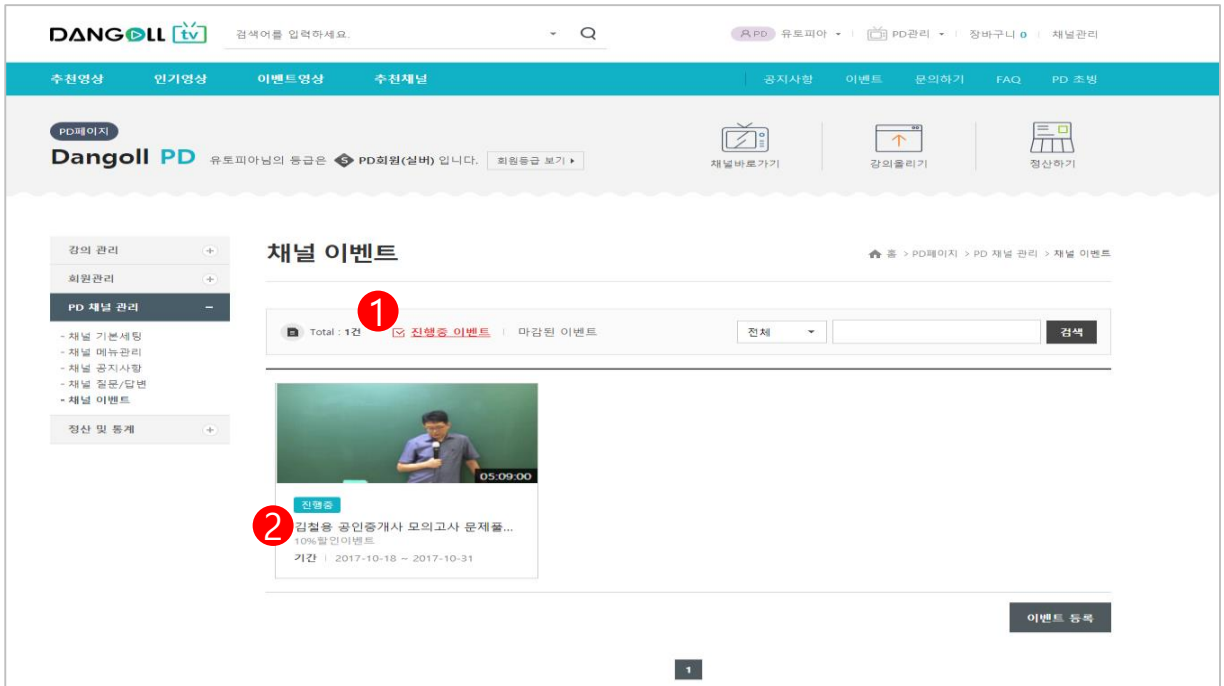 DANGOLL tv 검색어를 입력하세요. PD 유토피아 PD관리 장바구니 0 채널관리
추천영상 인기영상 이벤트영상 추천채널 공지사항 이벤트 문의하기 FAQ PD 초빙
PD페이지
Dangoll PD 유토피아님의 등급은 S PD회원(실버) 입니다. 회원등급 보기
채널바로가기 강의올리기 정산하기
강의 관리
회원관리
PD 채널 관리
- 채널 기본세팅
- 채널 메뉴관리
- 채널 공지사항
- 채널 질문/답변
- 채널 이벤트
정산 및 통계
채널 이벤트
홈 > PD페이지 > PD 채널 관리 > 채널 이벤트
1
Total : 1건 진행중 이벤트 마감된 이벤트 전체 검색
05:09:00
진행중
2
김철용 공인중개사 모의고사 문제풀...
10%할인이벤트
기간 2017-10-18 ~ 2017-10-31
이벤트 등록
1